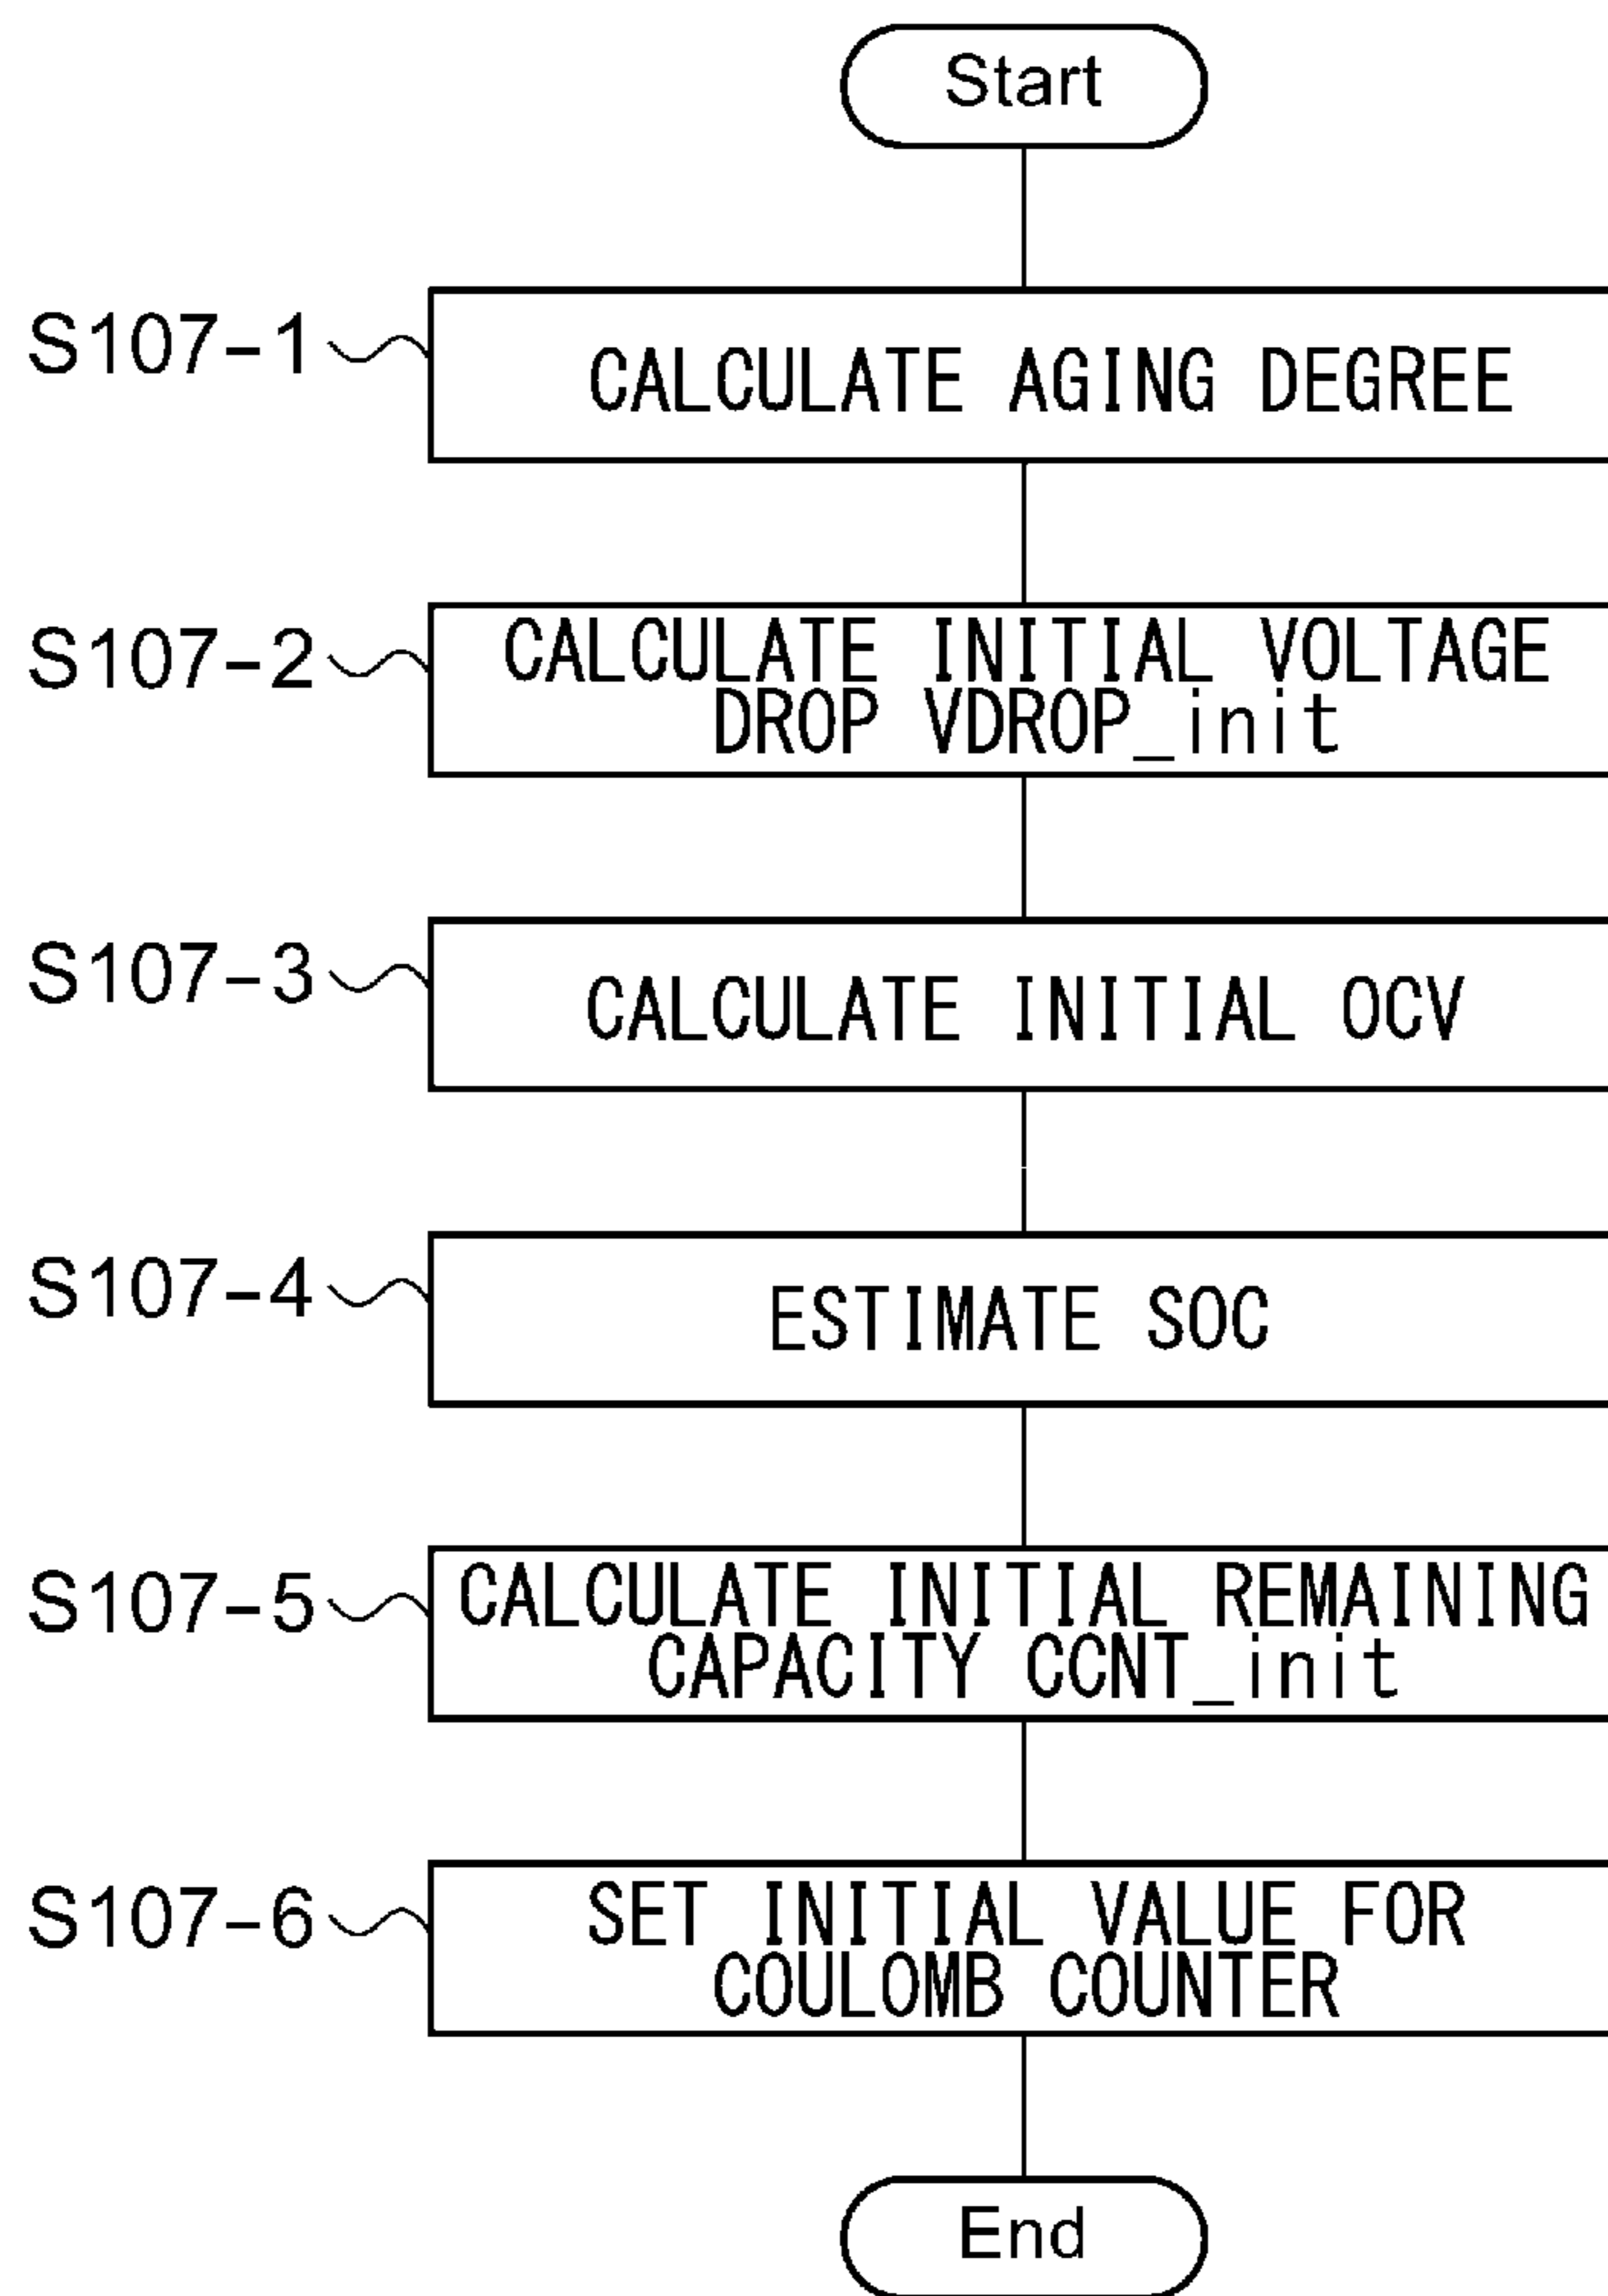 Start
S107-1
CALCULATE AGING DEGREE
S107-2
CALCULATE INITIAL VOLTAGE
DROP VDROP_init
S107-3
CALCULATE INITIAL OCV
S107-4
ESTIMATE SOC
S107-5
CALCULATE INITIAL REMAINING
CAPACITY CCNT_init
S107-6
SET INITIAL VALUE FOR
COULOMB COUNTER
End